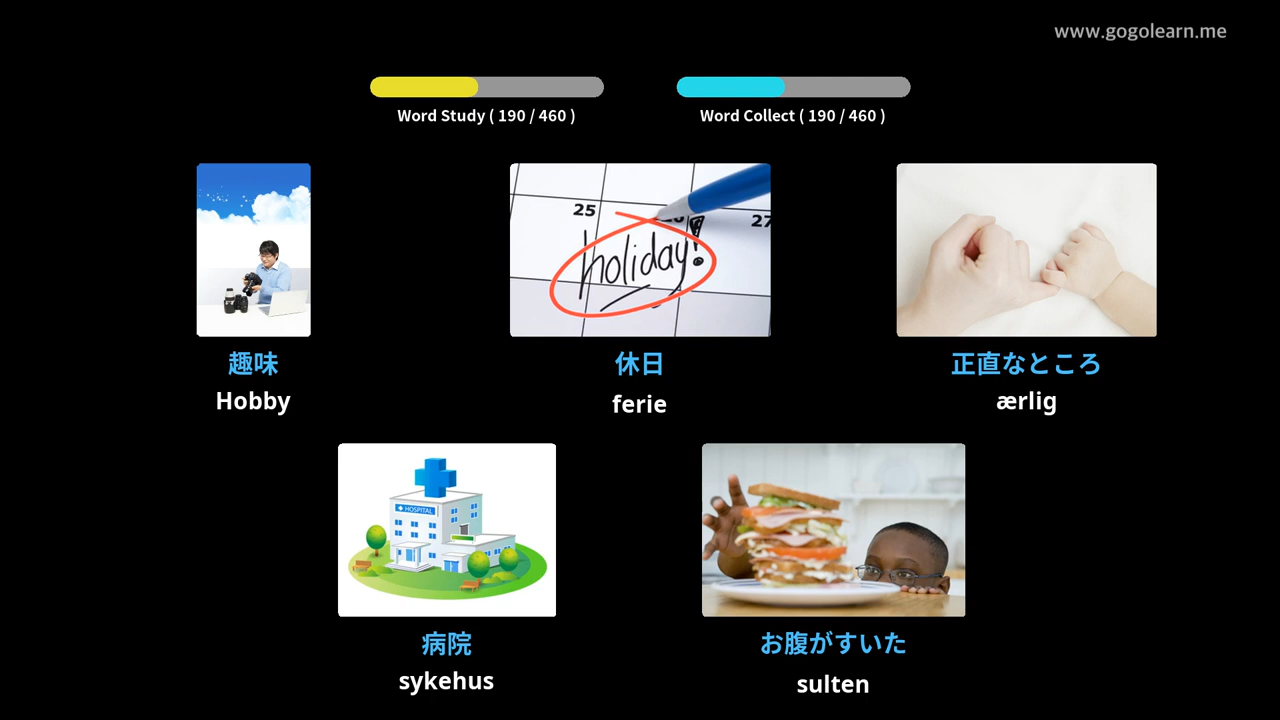 www.gogolearn.me
Word Study ( 190 / 460 )
Word Collect ( 190 / 460 )
25
27
holiday!
趣味
Hobby
休日
ferie
正直なところ
ærlig
HOSPITAL
病院
sykehus
お腹がすいた
sulten